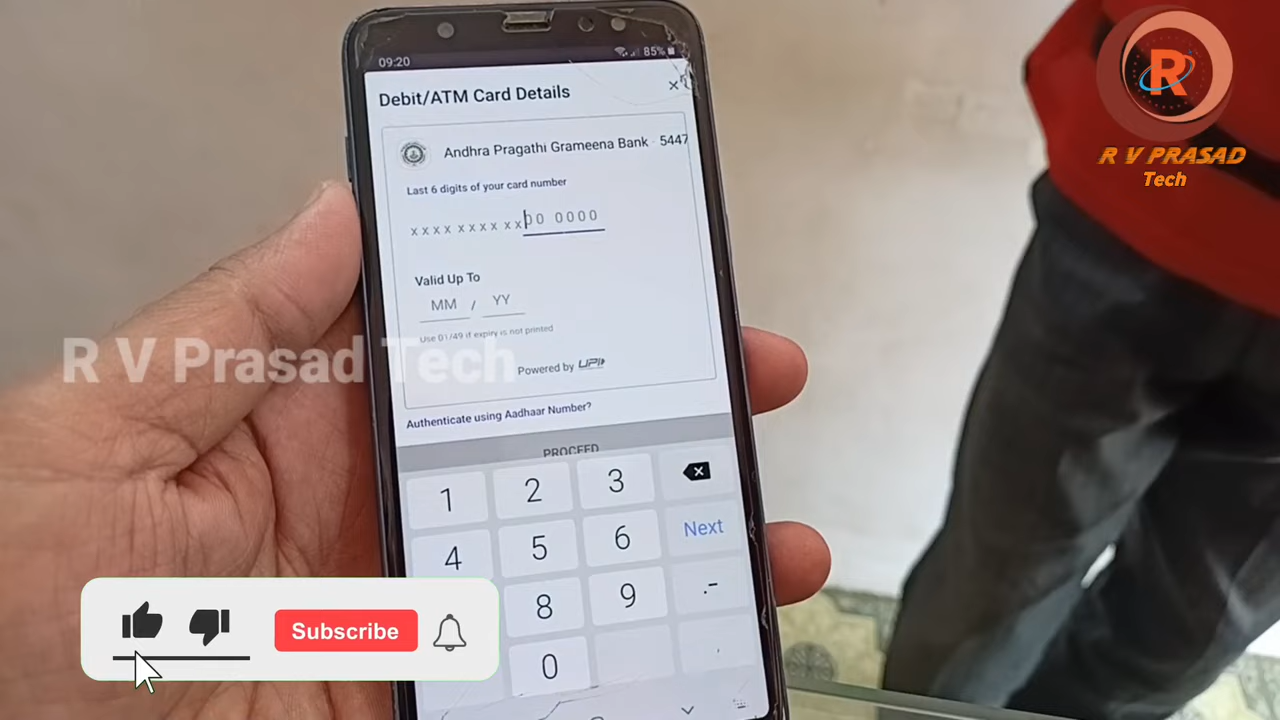 09:20
85%
Debit/ATM Card Details
Andhra Pragathi Grameena Bank - 5447
Last 6 digits of your card number
XXXX XXXX XX00 0000
Valid Up To
MM / YY
Use 01/49 if expiry is not printed
Powered by UPI
Authenticate using Aadhaar Number?
PROCEED
1 2 3
4 5 6 Next
8 9 .-
0 ,
R
R V PRASAD
Tech
R V Prasad Tech
Subscribe